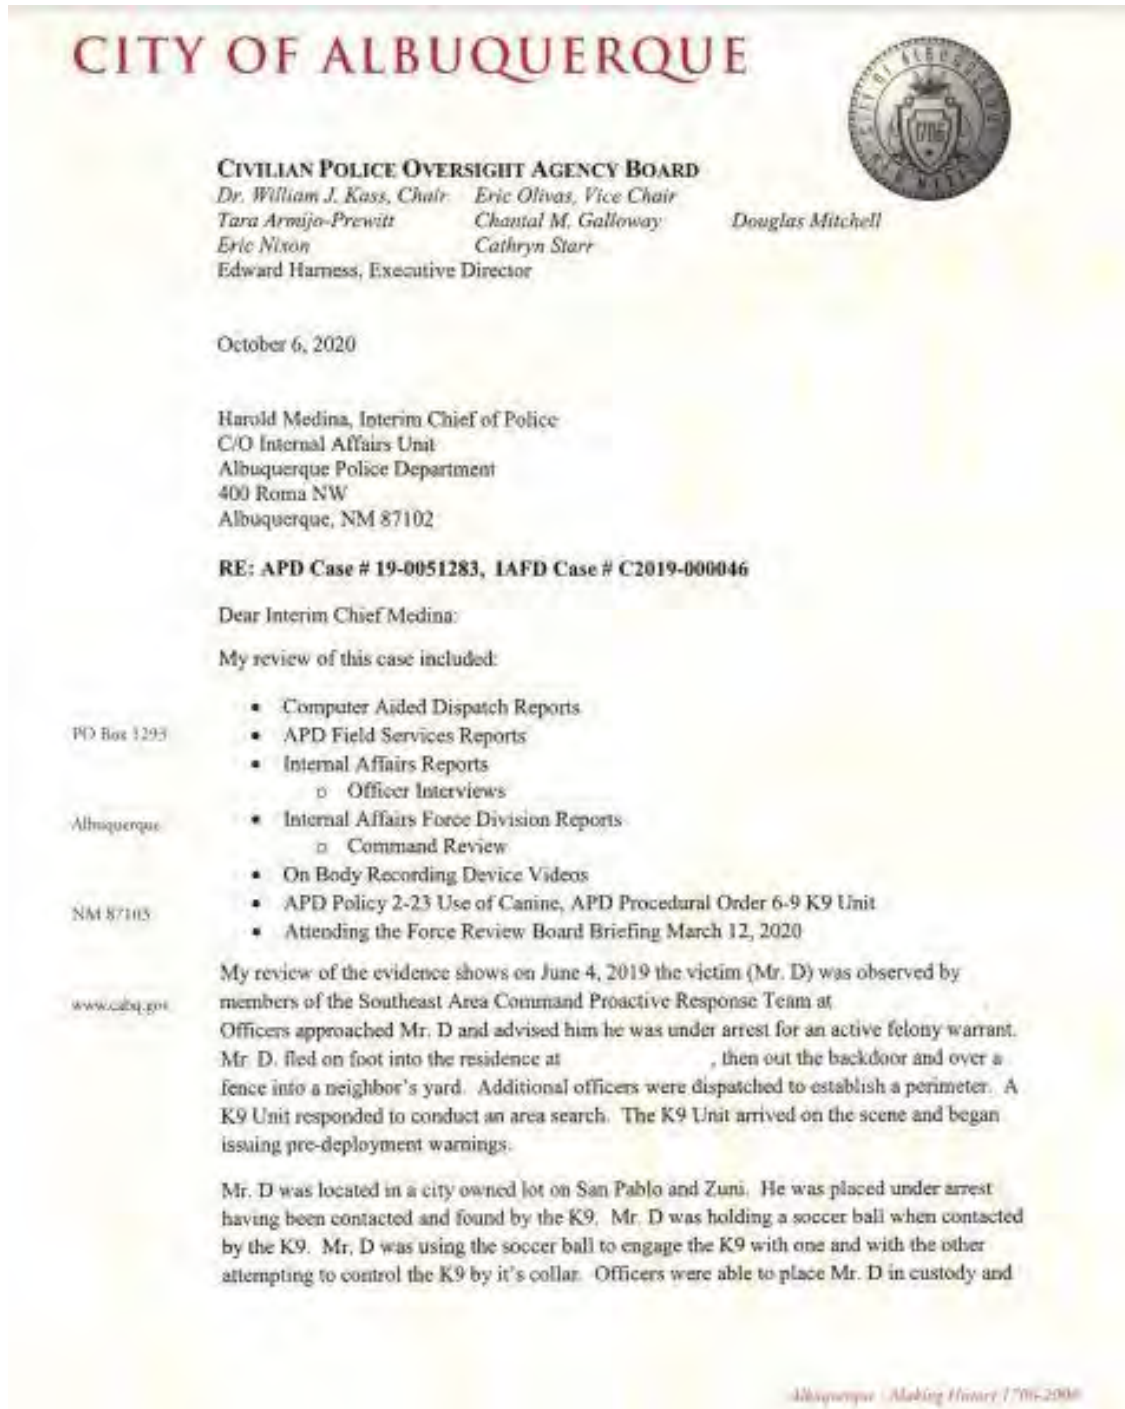 CITY OF ALBUQUERQUE
CITY OF ALBUQUERQUE
1706
NEW MEXICO
CIVILIAN POLICE OVERSIGHT AGENCY BOARD
Dr. William J. Kass, Chair Eric Olivas, Vice Chair
Tara Armijo-Prewitt Chantal M. Galloway Douglas Mitchell
Eric Nixon Cathryn Starr
Edward Harness, Executive Director
October 6, 2020
Harold Medina, Interim Chief of Police
C/O Internal Affairs Unit
Albuquerque Police Department
400 Roma NW
Albuquerque, NM 87102
RE: APD Case # 19-0051283, IAFD Case # C2019-000046
Dear Interim Chief Medina:
My review of this case included:
• Computer Aided Dispatch Reports
PO Box 1293
• APD Field Services Reports
• Internal Affairs Reports
o Officer Interviews
Albuquerque
• Internal Affairs Force Division Reports
o Command Review
• On Body Recording Device Videos
NM 87103
• APD Policy 2-23 Use of Canine, APD Procedural Order 6-9 K9 Unit
• Attending the Force Review Board Briefing March 12, 2020
My review of the evidence shows on June 4, 2019 the victim (Mr. D) was observed by
www.cabq.gov
members of the Southeast Area Command Proactive Response Team at
Officers approached Mr. D and advised him he was under arrest for an active felony warrant.
Mr. D. fled on foot into the residence at , then out the backdoor and over a
fence into a neighbor's yard. Additional officers were dispatched to establish a perimeter. A
K9 Unit responded to conduct an area search. The K9 Unit arrived on the scene and began
issuing pre-deployment warnings.
Mr. D was located in a city owned lot on San Pablo and Zuni. He was placed under arrest
having been contacted and found by the K9. Mr. D was holding a soccer ball when contacted
by the K9. Mr. D was using the soccer ball to engage the K9 with one and with the other
attempting to control the K9 by it's collar. Officers were able to place Mr. D in custody and
Albuquerque - Making History 1706-2006